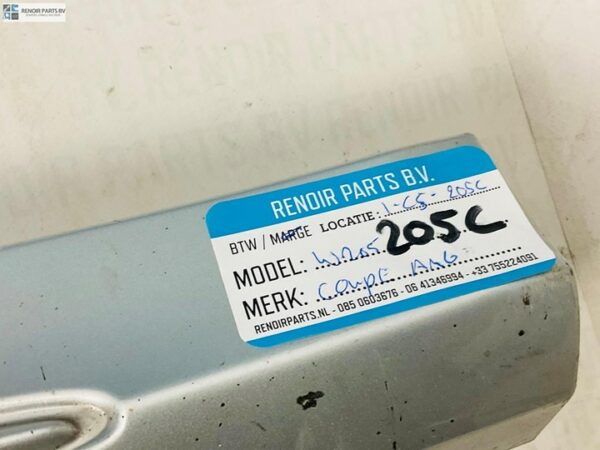 RENOIR PARTS BV
RENOIR PARTS B.V.
BTW / MARGE LOCATIE: 1-C5-205C
MODEL: W205 205C
MERK: COUPE AMG
RENOIRPARTS.NL - 085 0603676 - 06 41346994 - +33 755224091